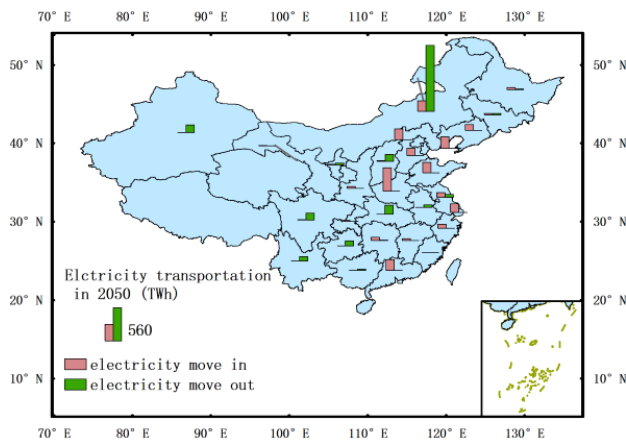 70° E 80° E 90° E 100° E 110° E 120° E 130° E
50° N
50° N
40° N
40° N
30° N
30° N
Elctricity transportation
in 2050 (TWh)
20° N
20° N
560
electricity move in
10° N
10° N
electricity move out
70° E 80° E 90° E 100° E 110° E 120° E 130° E